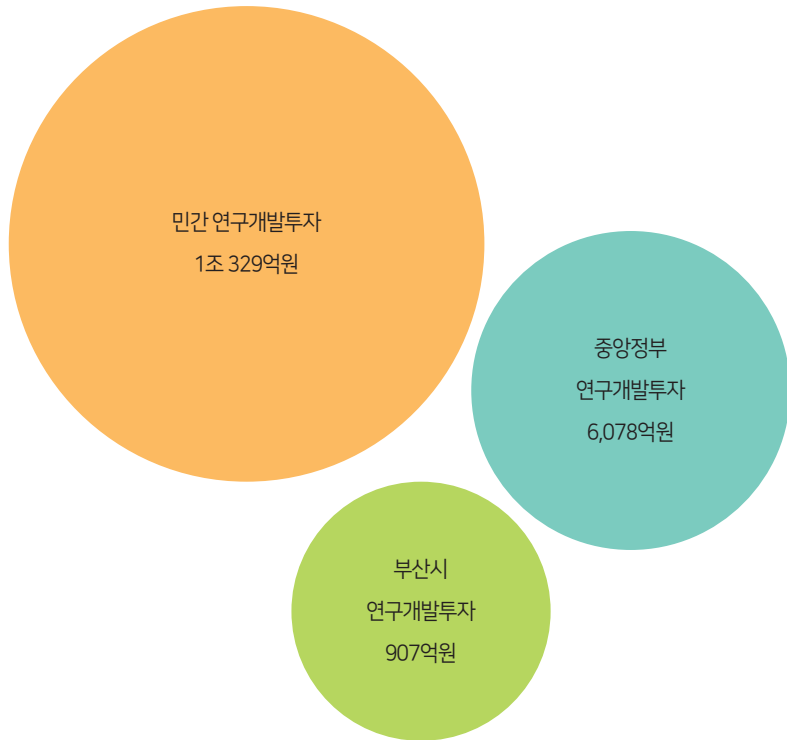 민간 연구개발투자
1조 329억원
중앙정부
연구개발투자
6,078억원
부산시
연구개발투자
907억원